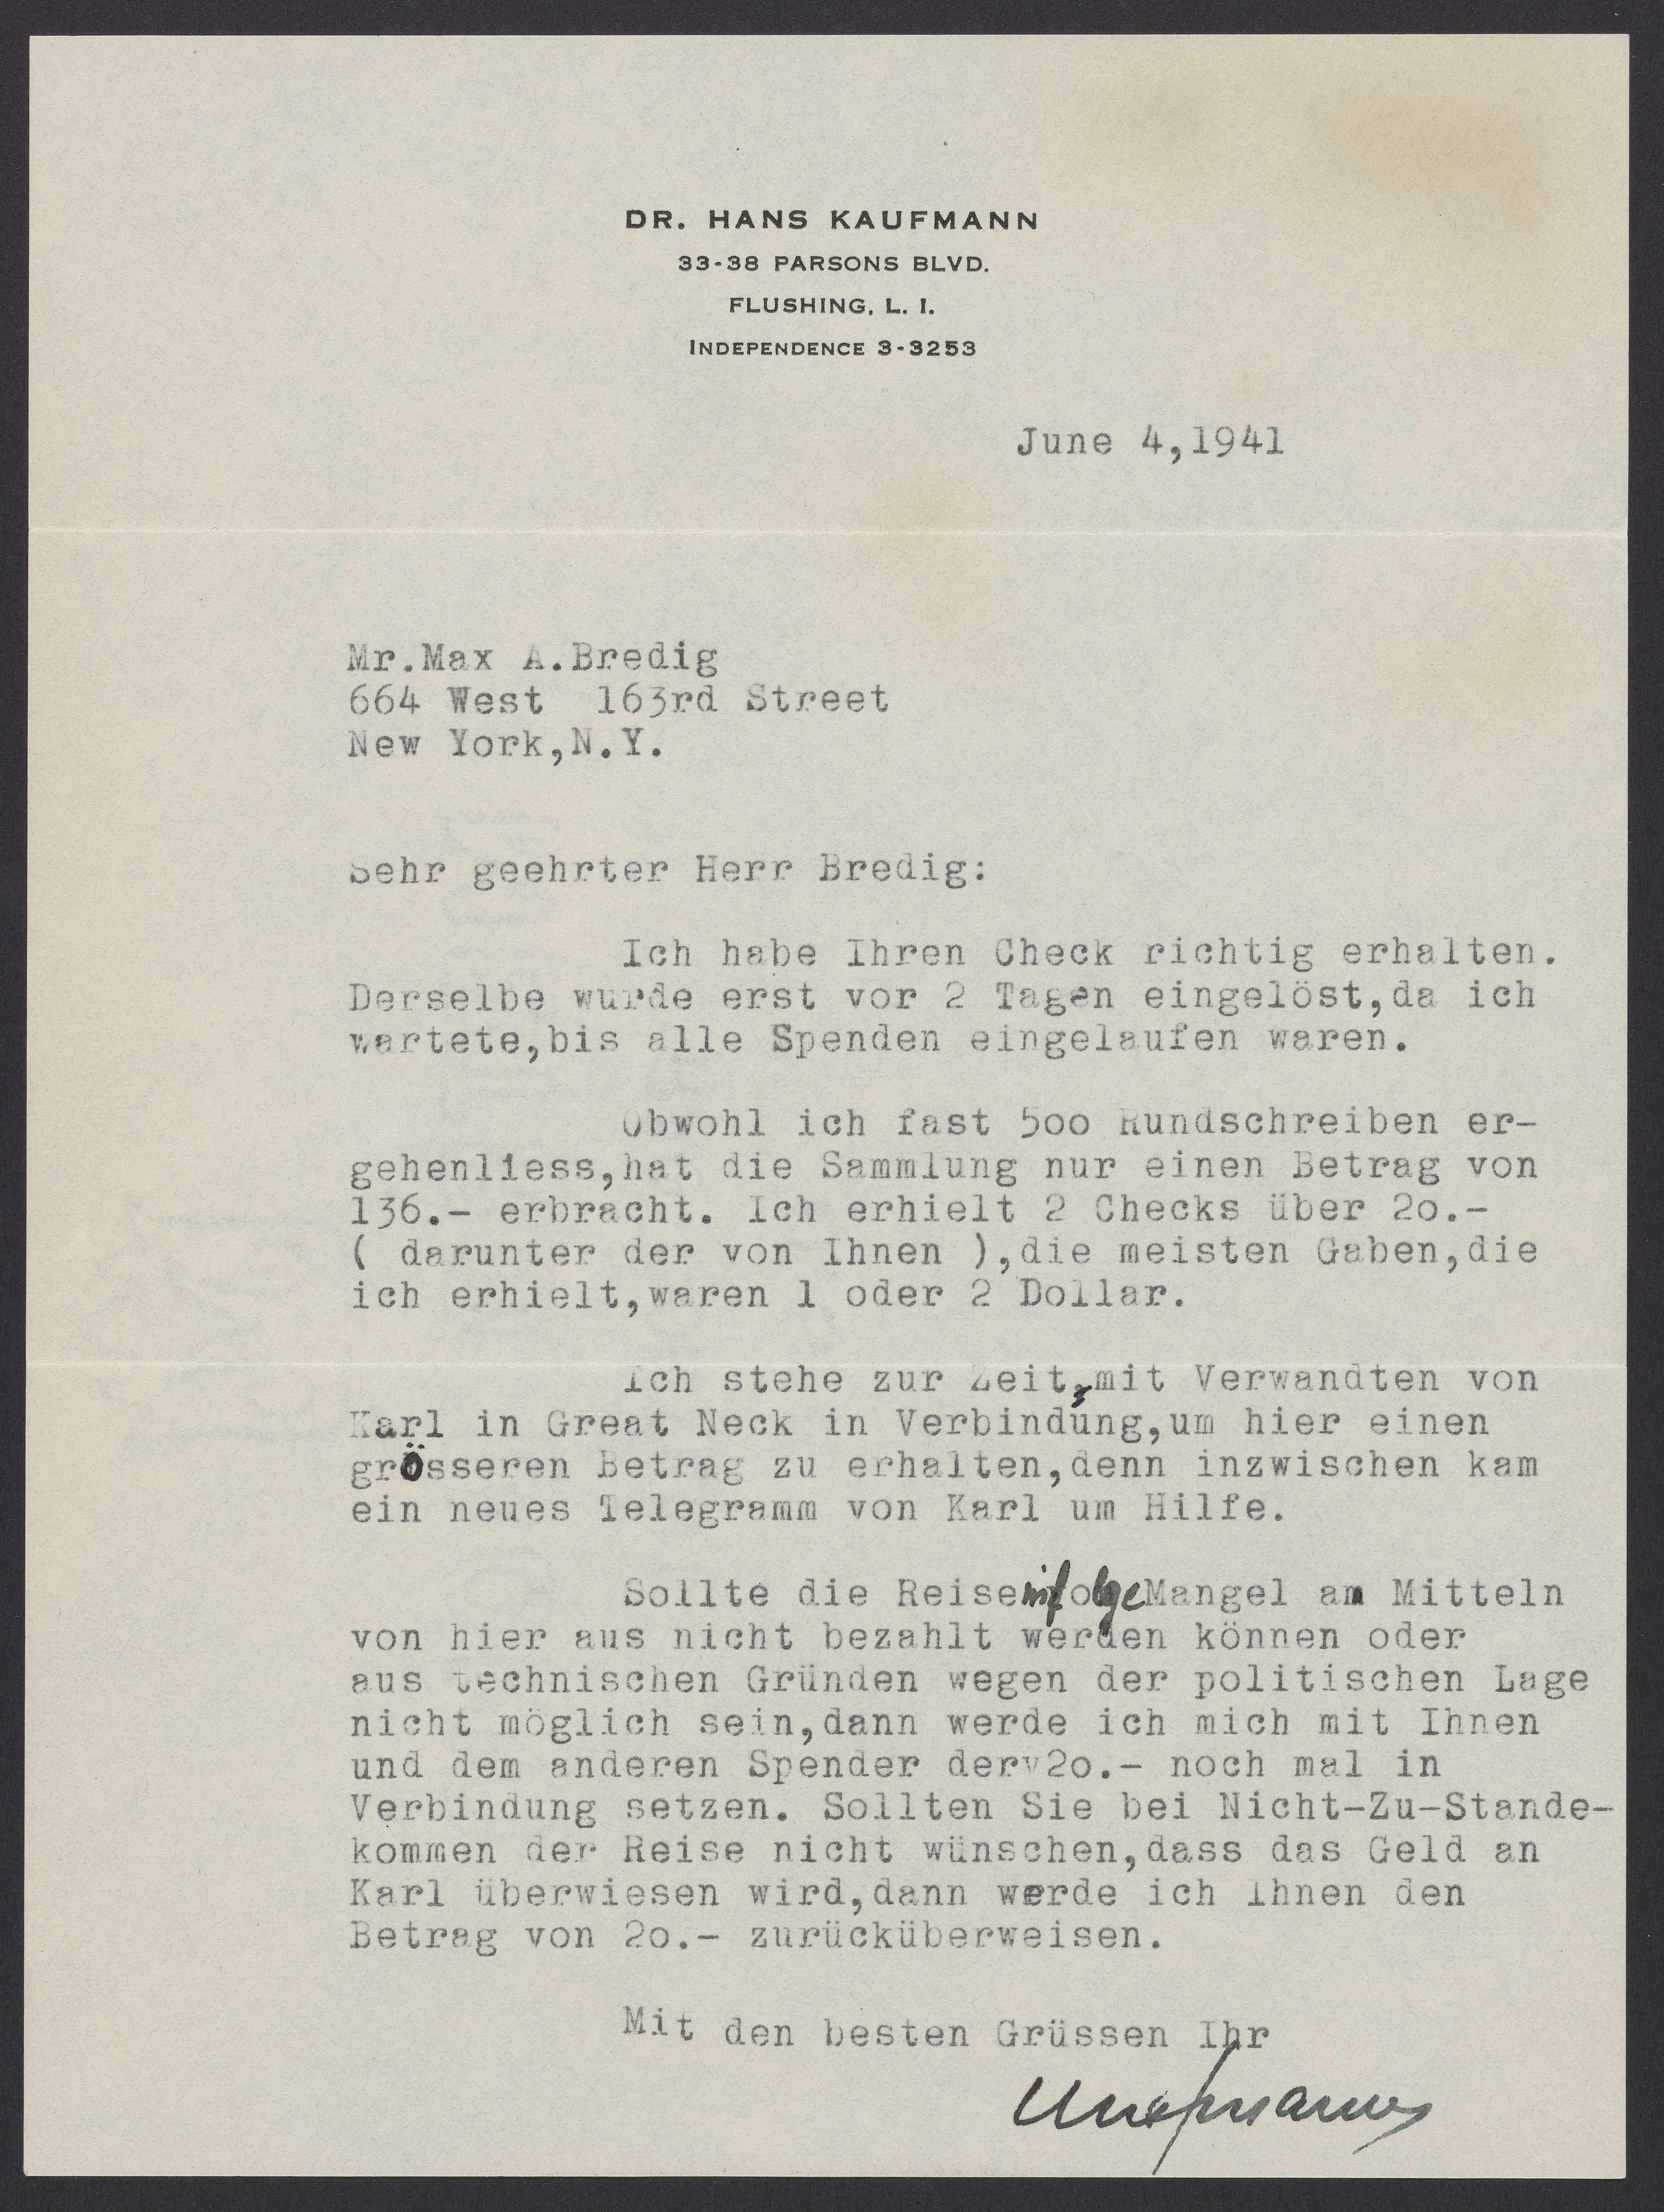 DR. HANS KAUFMANN
33-38 PARSONS BLVD.
FLUSHING, L. I.
INDEPENDENCE 3-3253
June 4,1941
Mr.Max A.Bredig
664 West 163rd Street
New York,N.Y.
Sehr geehrter Herr Bredig:
Ich habe Ihren Check richtig erhalten.
Derselbe wurde erst vor 2 Tagen eingelöst,da ich
wartete,bis alle Spenden eingelaufen waren.
Obwohl ich fast 5oo Rundschreiben er-
gehenliess,hat die Sammlung nur einen Betrag von
136.- erbracht. Ich erhielt 2 Checks über 2o.-
( darunter der von Ihnen ),die meisten Gaben,die
ich erhielt,waren 1 oder 2 Dollar.
Ich stehe zur Zeit,mit Verwandten von
Karl in Great Neck in Verbindung,um hier einen
grösseren Betrag zu erhalten,denn inzwischen kam
ein neues Telegramm von Karl um Hilfe.
Sollte die Reise infolge Mangel an Mitteln
von hier aus nicht bezahlt werden können oder
aus technischen Gründen wegen der politischen Lage
nicht möglich sein,dann werde ich mich mit Ihnen
und dem anderen Spender derv2o.- noch mal in
Verbindung setzen. Sollten Sie bei Nicht-Zu-Stande-
kommen der Reise nicht wünschen,dass das Geld an
Karl überwiesen wird,dann werde ich Ihnen den
Betrag von 2o.- zurücküberweisen.
Mit den besten Grüssen Ihr